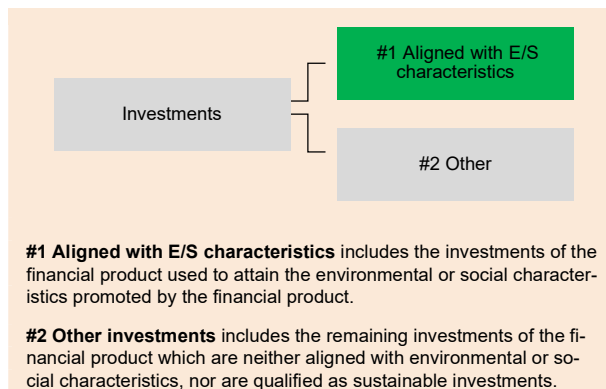 #1 Aligned with E/S
characteristics
Investments
#2 Other
#1 Aligned with E/S characteristics includes the investments of the
financial product used to attain the environmental or social character-
istics promoted by the financial product.
#2 Other investments includes the remaining investments of the fi-
nancial product which are neither aligned with environmental or so-
cial characteristics, nor are qualified as sustainable investments.